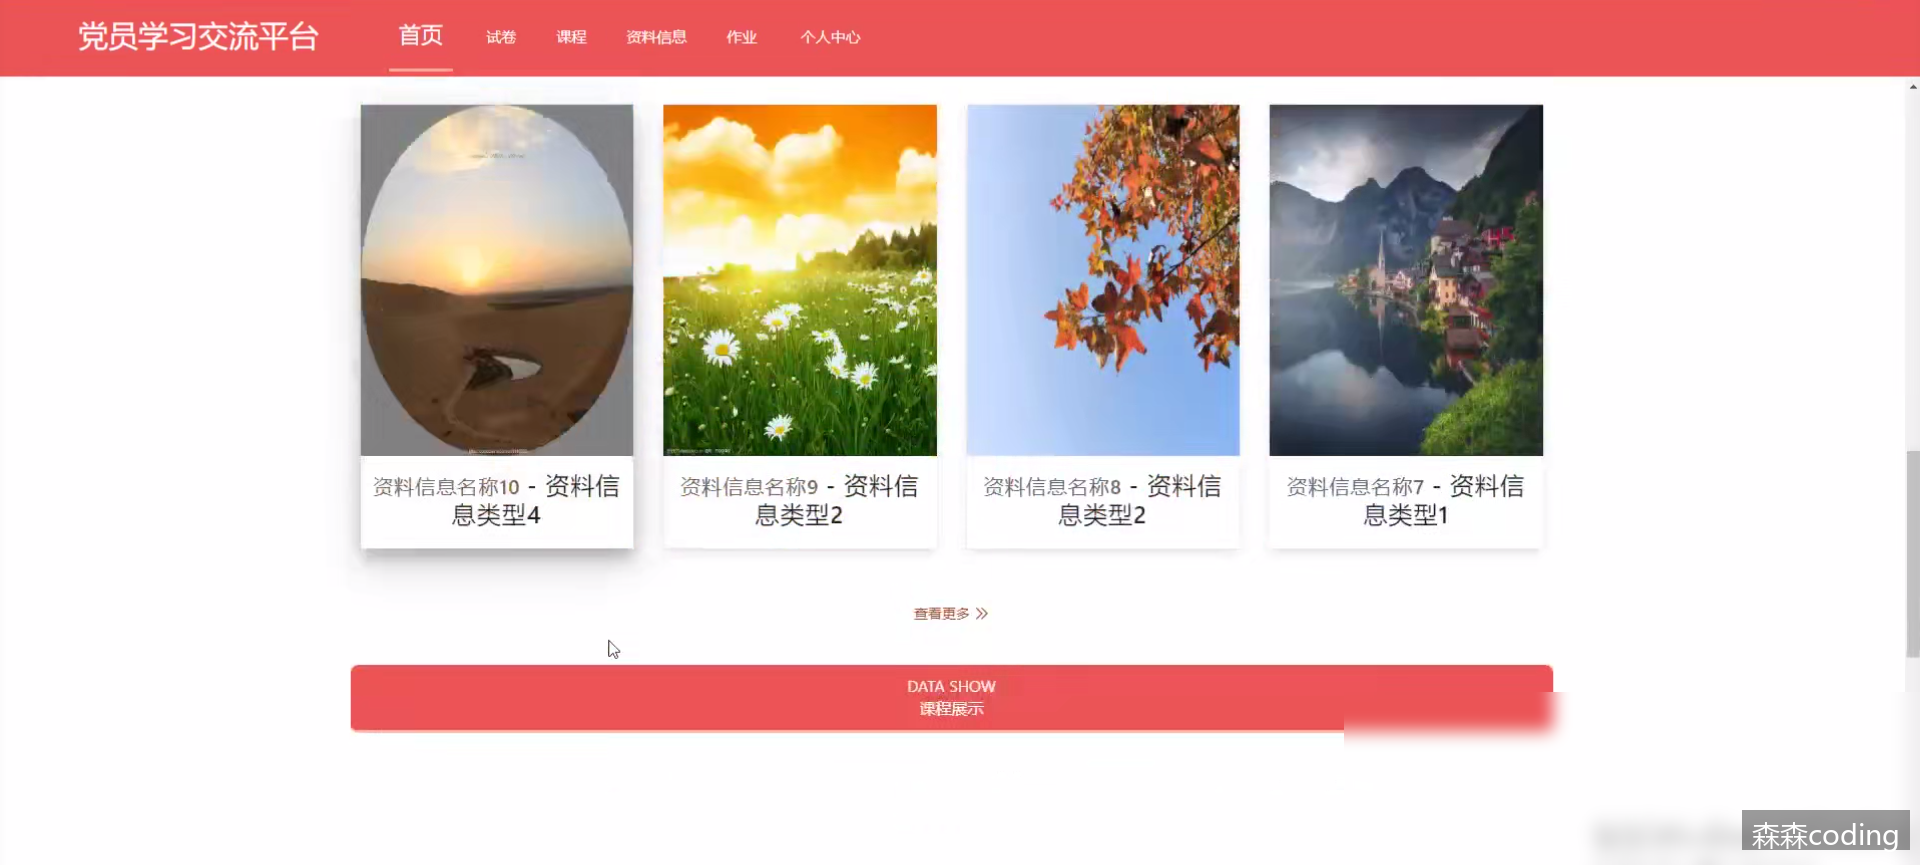 党员学习交流平台 首页 试卷 课程 资料信息 作业 个人中心
资料信息名称10 - 资料信
息类型4
资料信息名称9 - 资料信
息类型2
资料信息名称8 - 资料信
息类型2
资料信息名称7 - 资料信
息类型1
查看更多
DATA SHOW
课程展示
森森coding